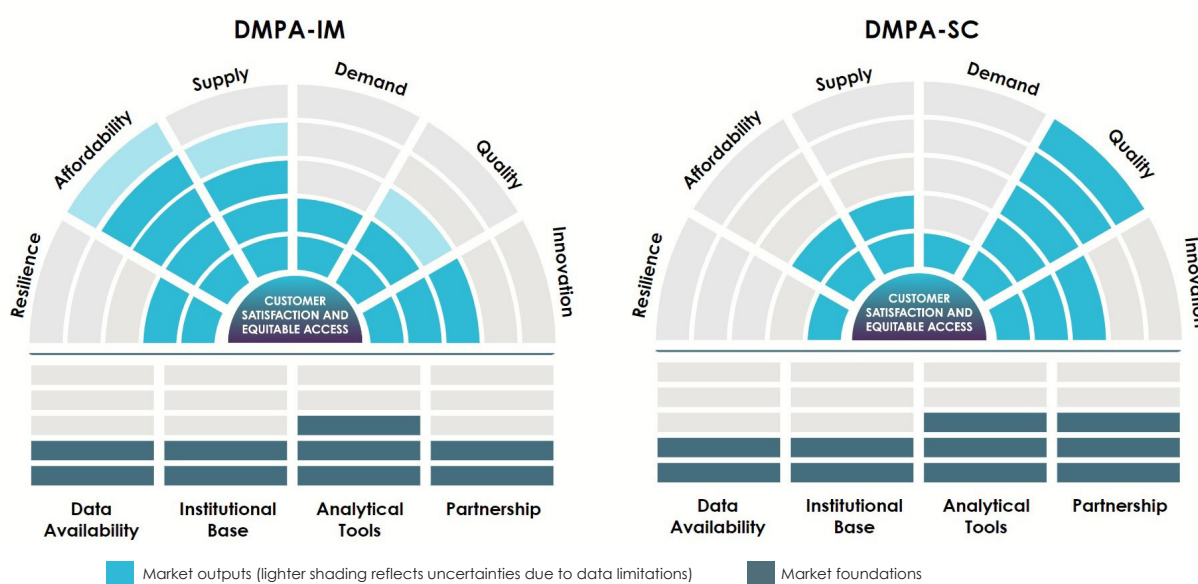 DMPA-IM
Resilience
Affordability
Supply
Demand
Quality
Innovation
CUSTOMER
SATISFACTION AND
EQUITABLE ACCESS
Data
Availability
Institutional
Base
Analytical
Tools
Partnership
DMPA-SC
Resilience
Affordability
Supply
Demand
Quality
Innovation
CUSTOMER
SATISFACTION AND
EQUITABLE ACCESS
Data
Availability
Institutional
Base
Analytical
Tools
Partnership
Market outputs (lighter shading reflects uncertainties due to data limitations)
Market foundations